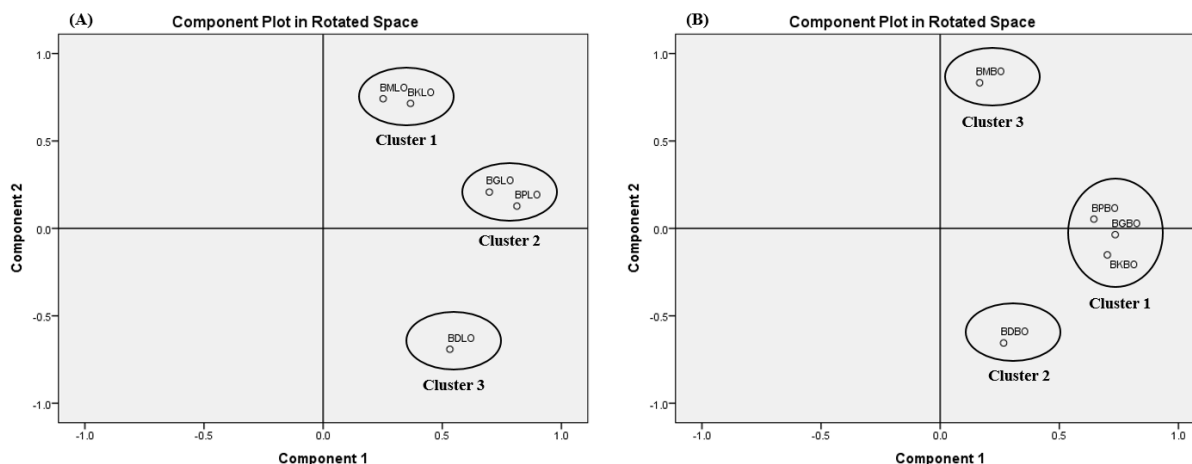 (A)
Component Plot in Rotated Space
Component 2
1.0
0.5
0.0
-0.5
-1.0
BMLO
BKLO
Cluster 1
BGLO
BPLO
Cluster 2
BDLO
Cluster 3
-1.0 -0.5 0.0 0.5 1.0
Component 1
(B)
Component Plot in Rotated Space
Component 2
1.0
0.5
0.0
-0.5
-1.0
BMBO
Cluster 3
BPBO
BGBO
BKBO
Cluster 1
BDBO
Cluster 2
-1.0 -0.5 0.0 0.5 1.0
Component 1